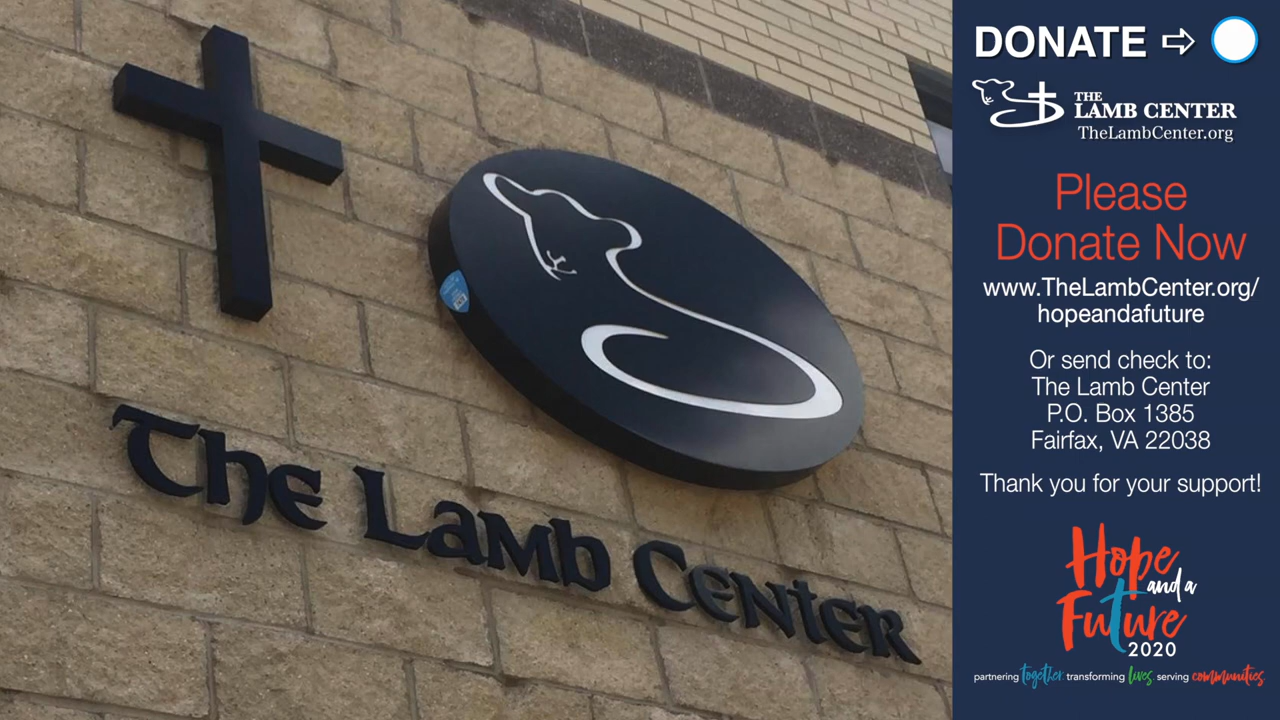 The Lamb Center
DONATE ⇨
THE
LAMB CENTER
TheLambCenter.org
Please
Donate Now
www.TheLambCenter.org/
hopeandafuture
Or send check to:
The Lamb Center
P.O. Box 1385
Fairfax, VA 22038
Thank you for your support!
Hope
and a
Future
2020
partnering together. transforming lives. serving communities.